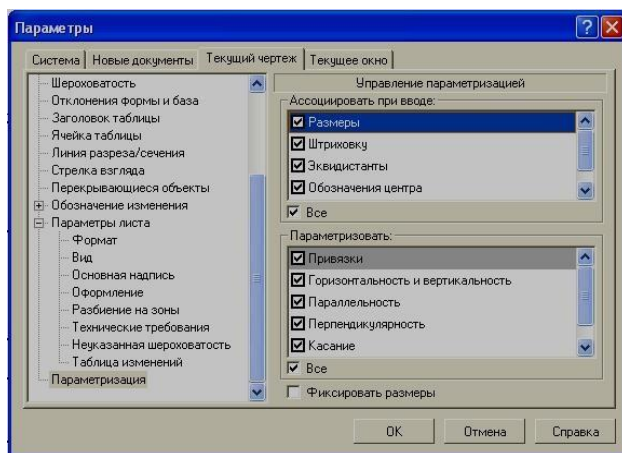 Параметры
Система
Новые документы
Текущий чертеж
Текущее окно
Шероховатость
Отклонения формы и база
Заголовок таблицы
Ячейка таблицы
Линия разреза/сечения
Стрелка взгляда
Перекрывающиеся объекты
Обозначение изменения
Параметры листа
Формат
Вид
Основная надпись
Оформление
Разбиение на зоны
Технические требования
Неуказанная шероховатость
Таблица изменений
Параметризация
Управление параметризацией
Ассоциировать при вводе:
Размеры
Штриховку
Эквидистанты
Обозначения центра
Все
Параметризовать:
Привязки
Горизонтальность и вертикальность
Параллельность
Перпендикулярность
Касание
Все
Фиксировать размеры
OK
Отмена
Справка